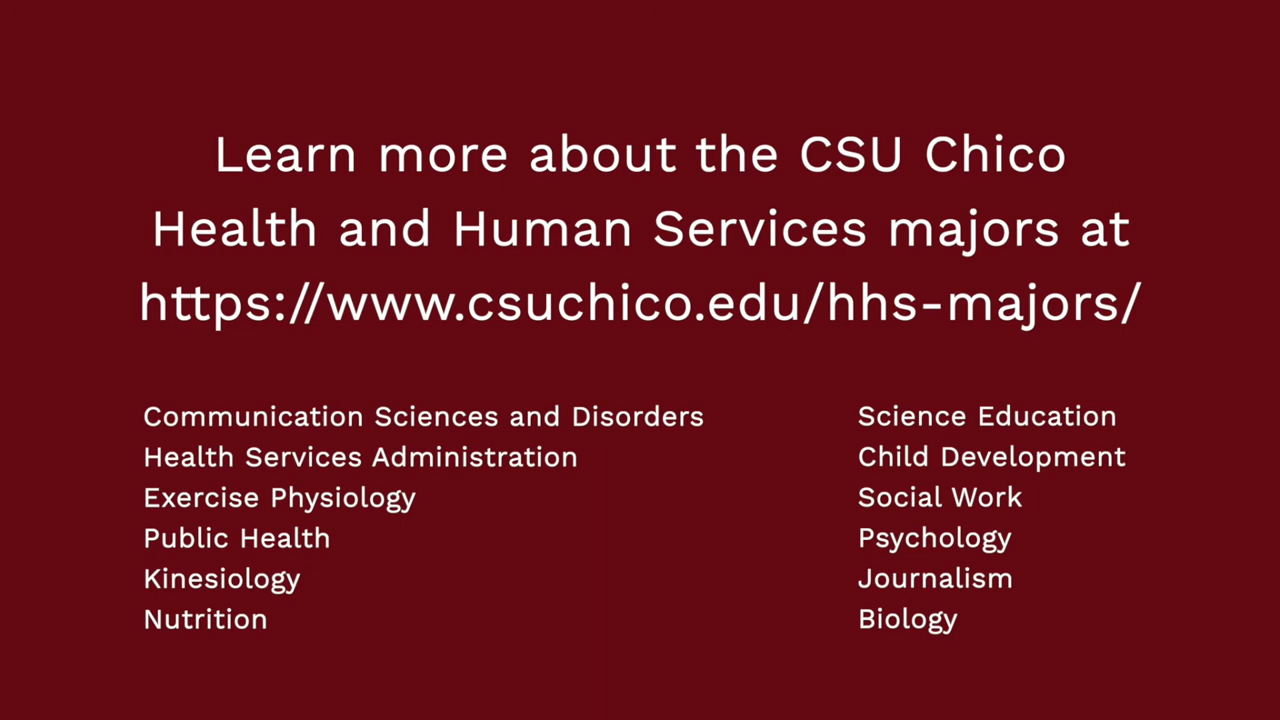 Learn more about the CSU Chico
Health and Human Services majors at
https://www.csuchico.edu/hhs-majors/
Communication Sciences and Disorders
Health Services Administration
Exercise Physiology
Public Health
Kinesiology
Nutrition
Science Education
Child Development
Social Work
Psychology
Journalism
Biology